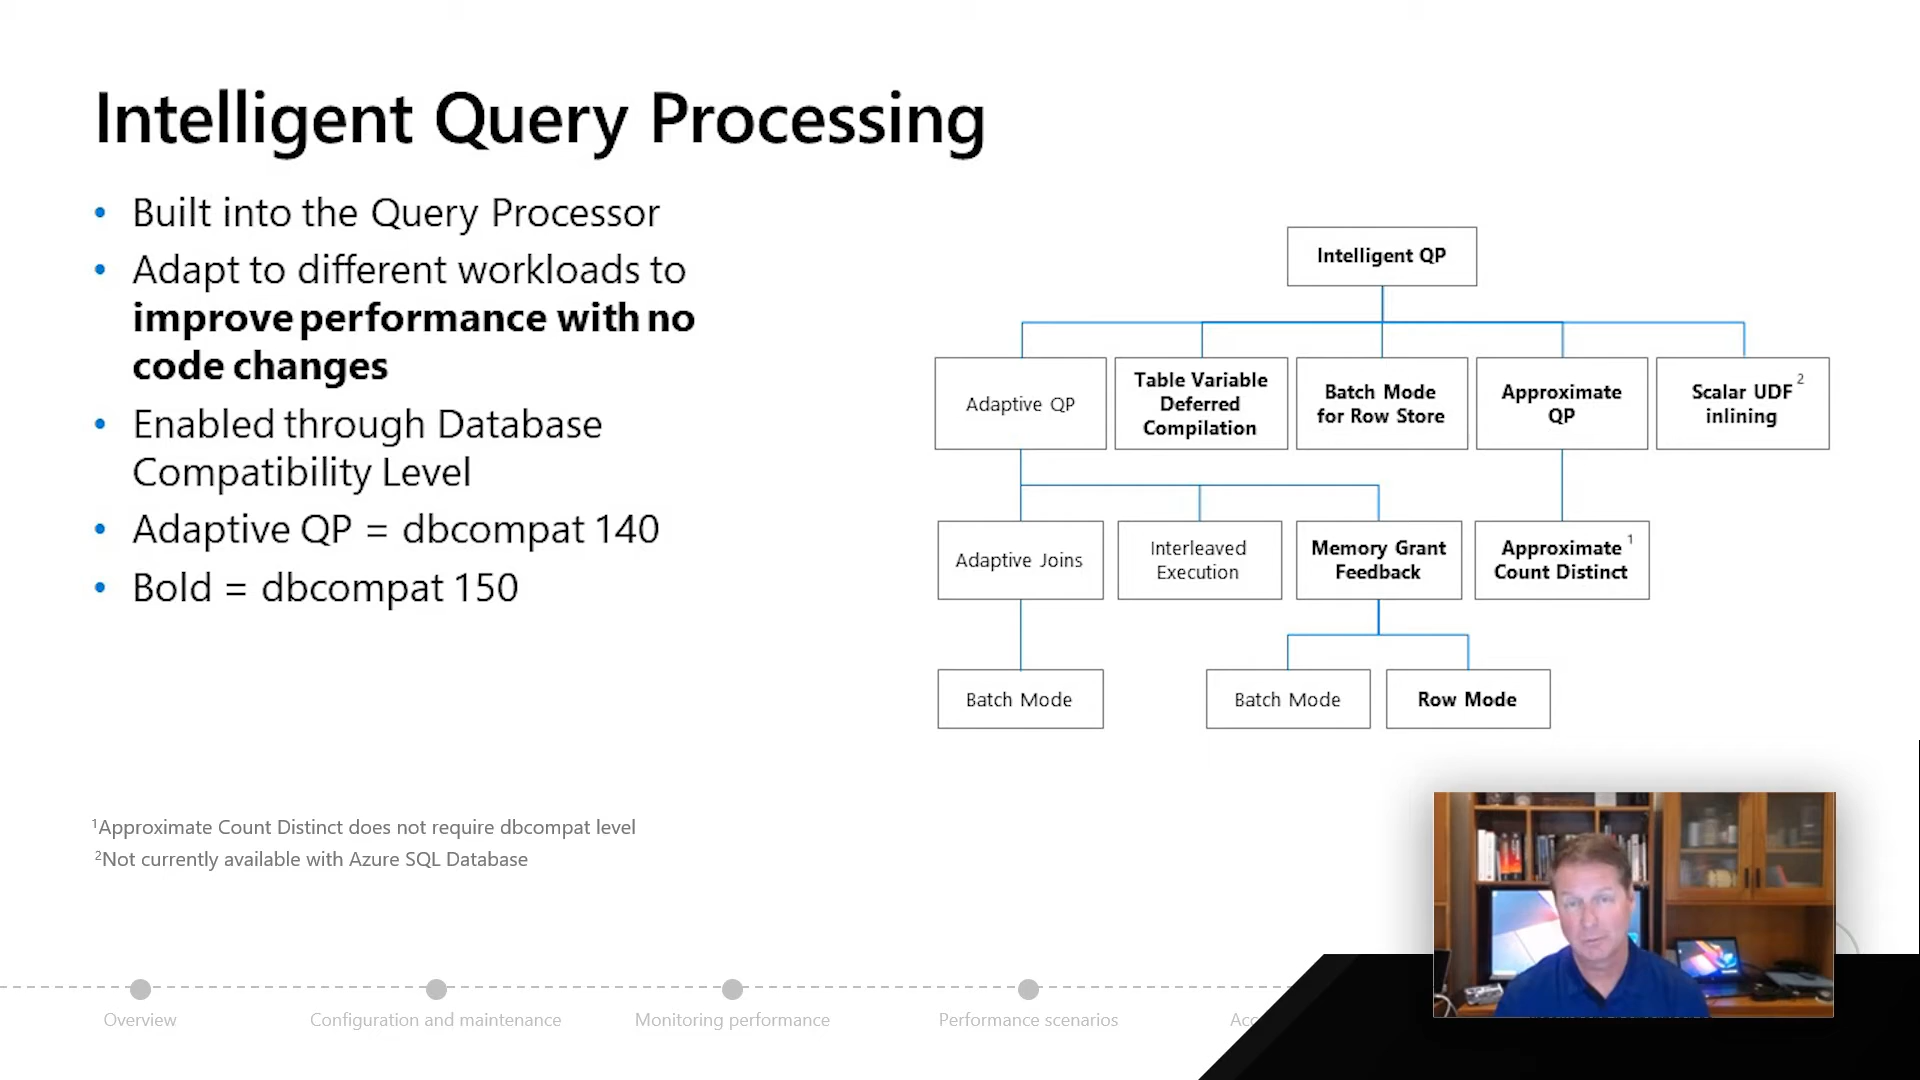 Intelligent Query Processing
• Built into the Query Processor
• Adapt to different workloads to
improve performance with no
code changes
• Enabled through Database
Compatibility Level
• Adaptive QP = dbcompat 140
• Bold = dbcompat 150
Intelligent QP
Adaptive QP
Table Variable
Deferred
Compilation
Batch Mode
for Row Store
Approximate
QP
Scalar UDF 2
inlining
Adaptive Joins
Interleaved
Execution
Memory Grant
Feedback
Approximate 1
Count Distinct
Batch Mode
Batch Mode
Row Mode
1Approximate Count Distinct does not require dbcompat level
2Not currently available with Azure SQL Database
Overview
Configuration and maintenance
Monitoring performance
Performance scenarios
Acc